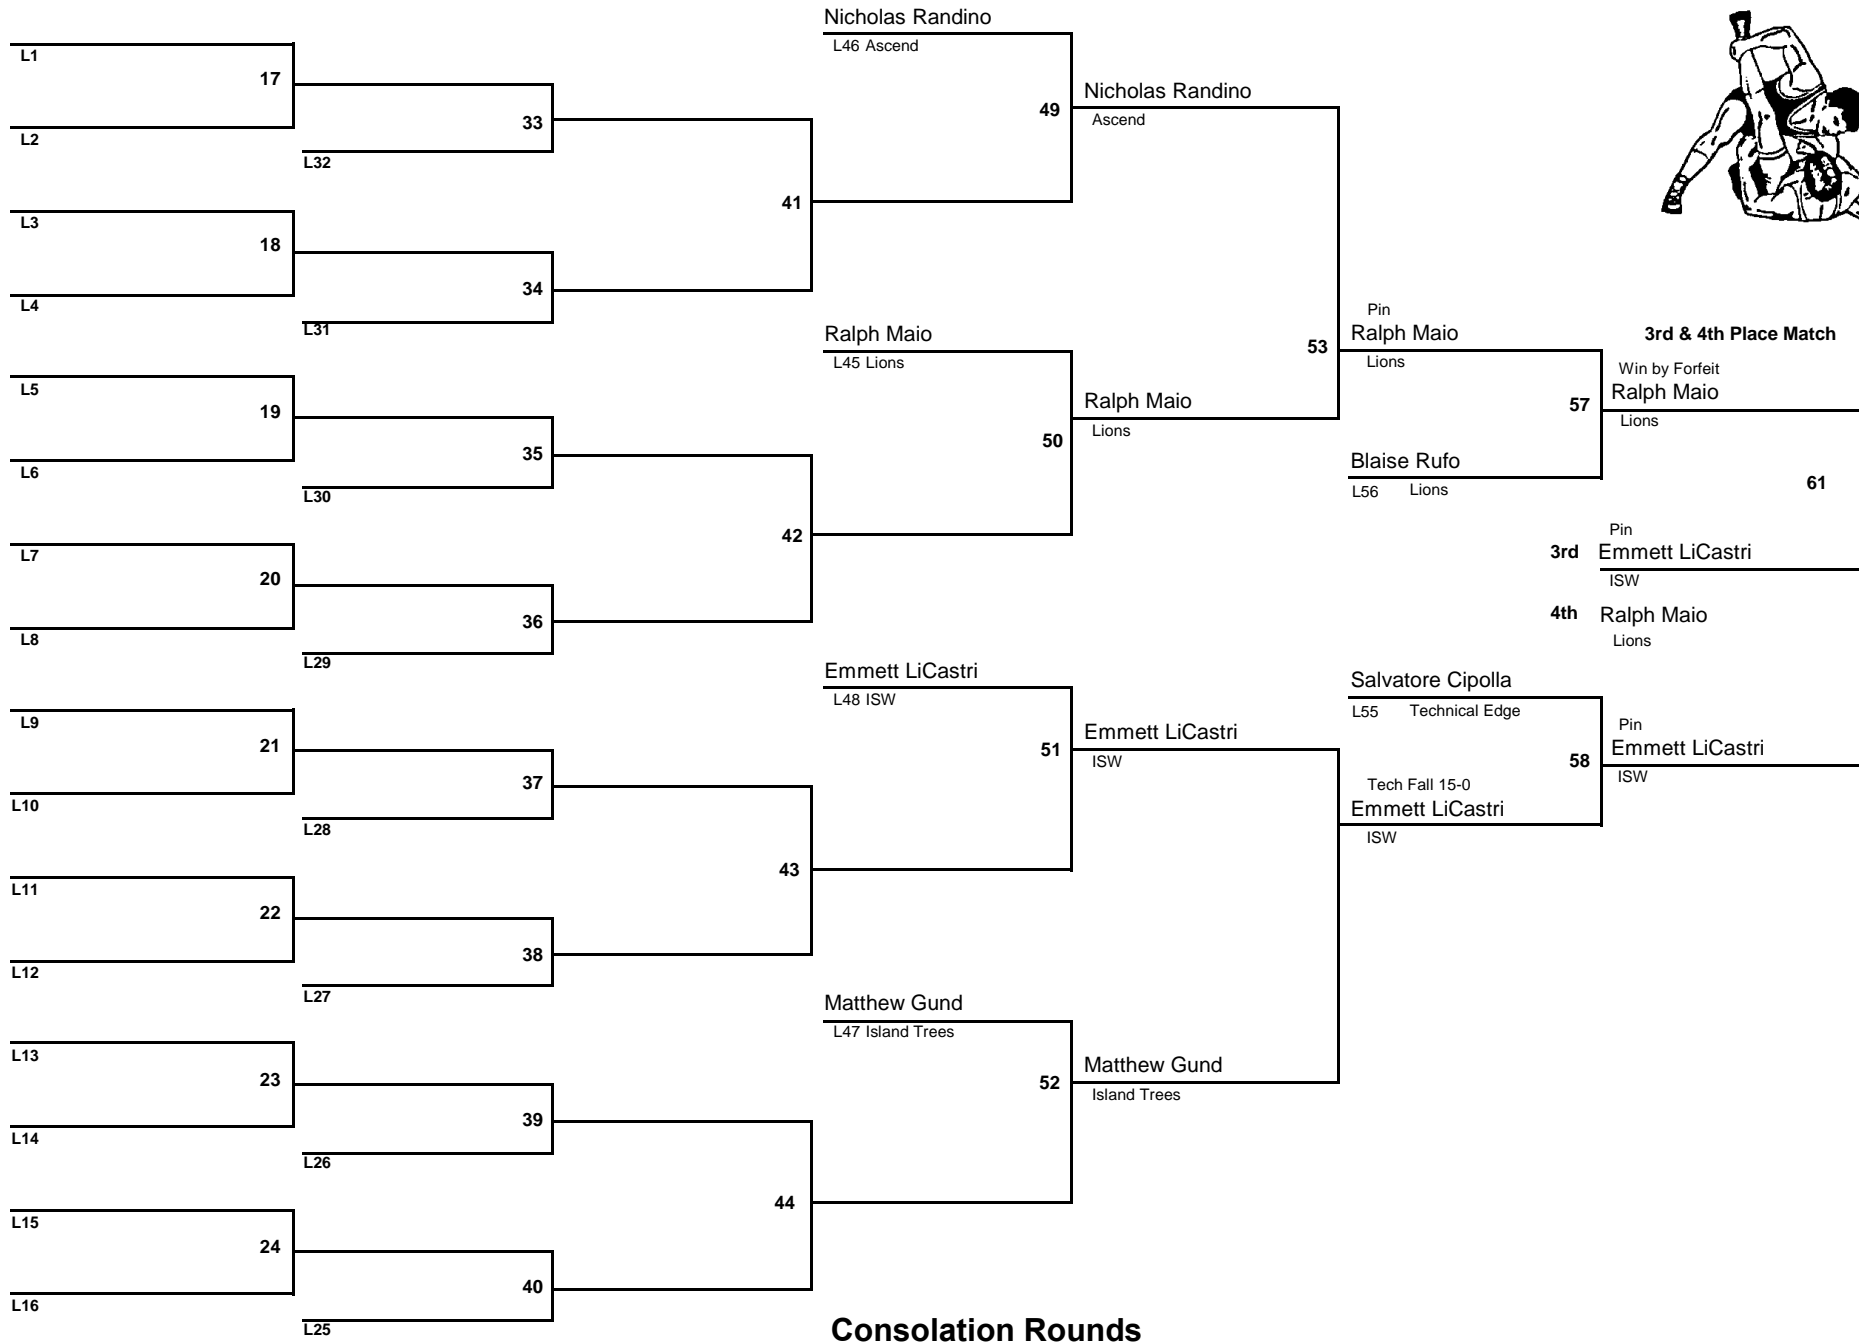 Nicholas Randino
L46 Ascend
L1
17
L2
33
L32
49
Nicholas Randino
Ascend
41
L3
18
L4
34
L31
Ralph Maio
L45 Lions
53
Pin
Ralph Maio
Lions
3rd & 4th Place Match
Win by Forfeit
Ralph Maio
Lions
57
L5
19
L6
35
L30
50
Ralph Maio
Lions
Blaise Rufo
L56 Lions
61
42
L7
20
L8
36
L29
Pin
3rd Emmett LiCastri
ISW
4th Ralph Maio
Lions
Emmett LiCastri
L48 ISW
Salvatore Cipolla
L55 Technical Edge
L9
21
L10
37
L28
51
Emmett LiCastri
ISW
58
Pin
Emmett LiCastri
ISW
Tech Fall 15-0
Emmett LiCastri
ISW
43
L11
22
L12
38
L27
Matthew Gund
L47 Island Trees
L13
23
L14
39
L26
52
Matthew Gund
Island Trees
44
L15
24
L16
40
L25
Consolation Rounds